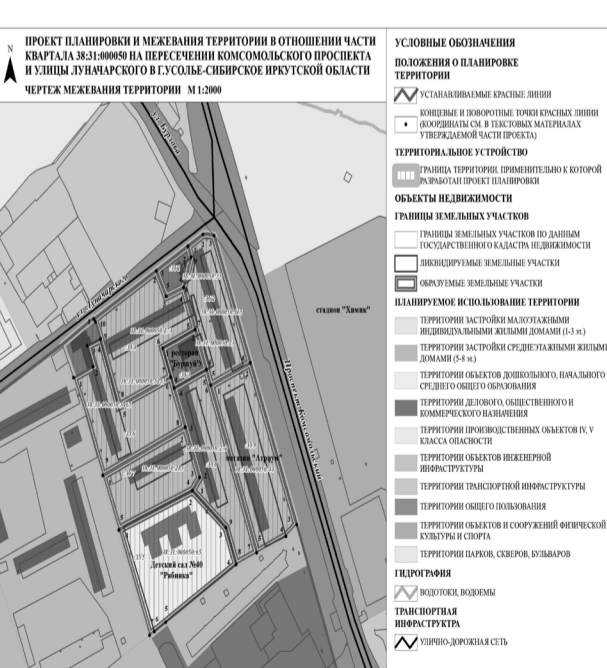 ПРОЕКТ ПЛАНИРОВКИ И МЕЖЕВАНИЯ ТЕРРИТОРИИ В ОТНОШЕНИИ ЧАСТИ
КВАРТАЛА 38:31:000050 НА ПЕРЕСЕЧЕНИИ КОМСОМОЛЬСКОГО ПРОСПЕКТА
И УЛИЦЫ ЛУНАЧАРСКОГО В Г.УСОЛЬЕ-СИБИРСКОЕ ИРКУТСКОЙ ОБЛАСТИ
ЧЕРТЕЖ МЕЖЕВАНИЯ ТЕРРИТОРИИ М 1:2000
N
ул. Бурлова
ул. Луначарского
стадион "Химик"
ресторан
"Буржуй"
Проспект Комсомольский
магазин "Атриум"
Детский сад №40
"Рябинка"
УСЛОВНЫЕ ОБОЗНАЧЕНИЯ
ПОЛОЖЕНИЯ О ПЛАНИРОВКЕ
ТЕРРИТОРИИ
УСТАНАВЛИВАЕМЫЕ КРАСНЫЕ ЛИНИИ
КОНЦЕВЫЕ И ПОВОРОТНЫЕ ТОЧКИ КРАСНЫХ ЛИНИИ
(КООРДИНАТЫ СМ. В ТЕКСТОВЫХ МАТЕРИАЛАХ
УТВЕРЖДАЕМОЙ ЧАСТИ ПРОЕКТА)
ТЕРРИТОРИАЛЬНОЕ УСТРОЙСТВО
ГРАНИЦА ТЕРРИТОРИИ. ПРИМЕНИТЕЛЬНО К КОТОРОЙ
РАЗРАБОТАН ПРОЕКТ ПЛАНИРОВКИ
ОБЪЕКТЫ НЕДВИЖИМОСТИ
ГРАНИЦЫ ЗЕМЕЛЬНЫХ УЧАСТКОВ
ГРАНИЦЫ ЗЕМЕЛЬНЫХ УЧАСТКОВ ПО ДАННЫМ
ГОСУДАРСТВЕННОГО КАДАСТРА НЕДВИЖИМОСТИ
ЛИКВИДИРУЕМЫЕ ЗЕМЕЛЬНЫЕ УЧАСТКИ
ОБРАЗУЕМЫЕ ЗЕМЕЛЬНЫЕ УЧАСТКИ
ПЛАНИРУЕМОЕ ИСПОЛЬЗОВАНИЕ ТЕРРИТОРИИ
ТЕРРИТОРИИ ЗАСТРОЙКИ МАЛОЭТАЖНЫМИ
ИНДИВИДУАЛЬНЫМИ ЖИЛЫМИ ДОМАМИ (1-3 эт.)
ТЕРРИТОРИИ ЗАСТРОЙКИ СРЕДНЕЭТАЖНЫМИ ЖИЛЫМИ
ДОМАМИ (5-8 эт.)
ТЕРРИТОРИИ ОБЪЕКТОВ ДОШКОЛЬНОГО, НАЧАЛЬНОГО
СРЕДНЕГО ОБЩЕГО ОБРАЗОВАНИЯ
ТЕРРИТОРИИ ДЕЛОВОГО, ОБЩЕСТВЕННОГО И
КОММЕРЧЕСКОГО НАЗНАЧЕНИЯ
ТЕРРИТОРИИ ПРОИЗВОДСТВЕННЫХ ОБЪЕКТОВ IV, V
КЛАССА ОПАСНОСТИ
ТЕРРИТОРИИ ОБЪЕКТОВ ИНЖЕНЕРНОЙ
ИНФРАСТРУКТУРЫ
ТЕРРИТОРИИ ТРАНСПОРТНОЙ ИНФРАСТРУКТУРЫ
ТЕРРИТОРИИ ОБЩЕГО ПОЛЬЗОВАНИЯ
ТЕРРИТОРИИ ОБЪЕКТОВ И СООРУЖЕНИЙ ФИЗИЧЕСКОЙ
КУЛЬТУРЫ И СПОРТА
ТЕРРИТОРИИ ПАРКОВ, СКВЕРОВ, БУЛЬВАРОВ
ГИДРОГРАФИЯ
ВОДОТОКИ, ВОДОЕМЫ
ТРАНСПОРТНАЯ
ИНФРАСТРУКТРА
УЛИЧНО-ДОРОЖНАЯ СЕТЬ